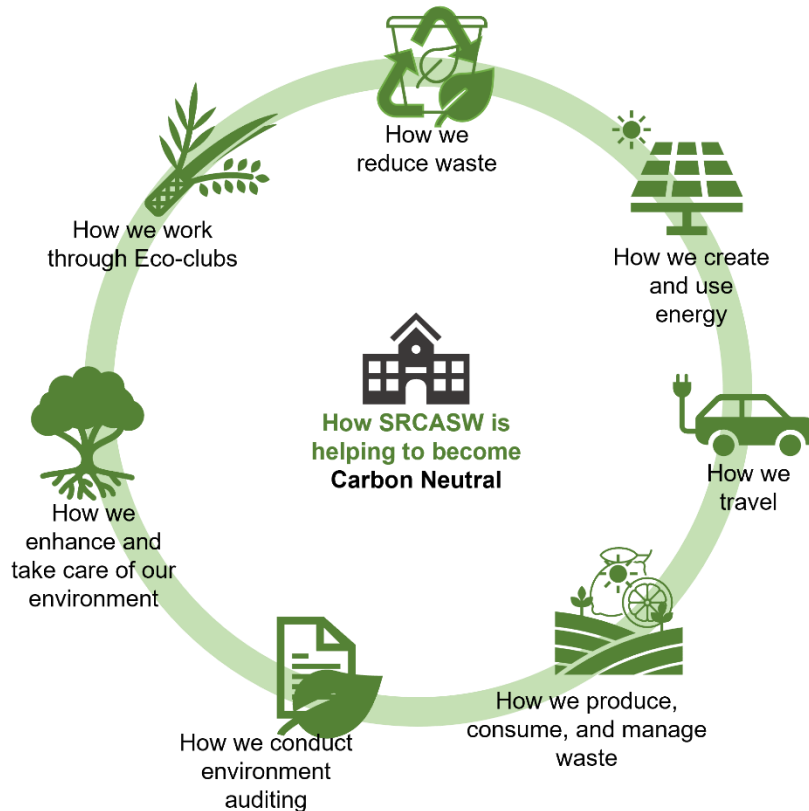 How we
reduce waste
How we create
and use
energy
How we
travel
How we produce,
consume, and manage
waste
How we conduct
environment
auditing
How we
enhance and
take care of our
environment
How we work
through Eco-clubs
How SRCASW is
helping to become
Carbon Neutral